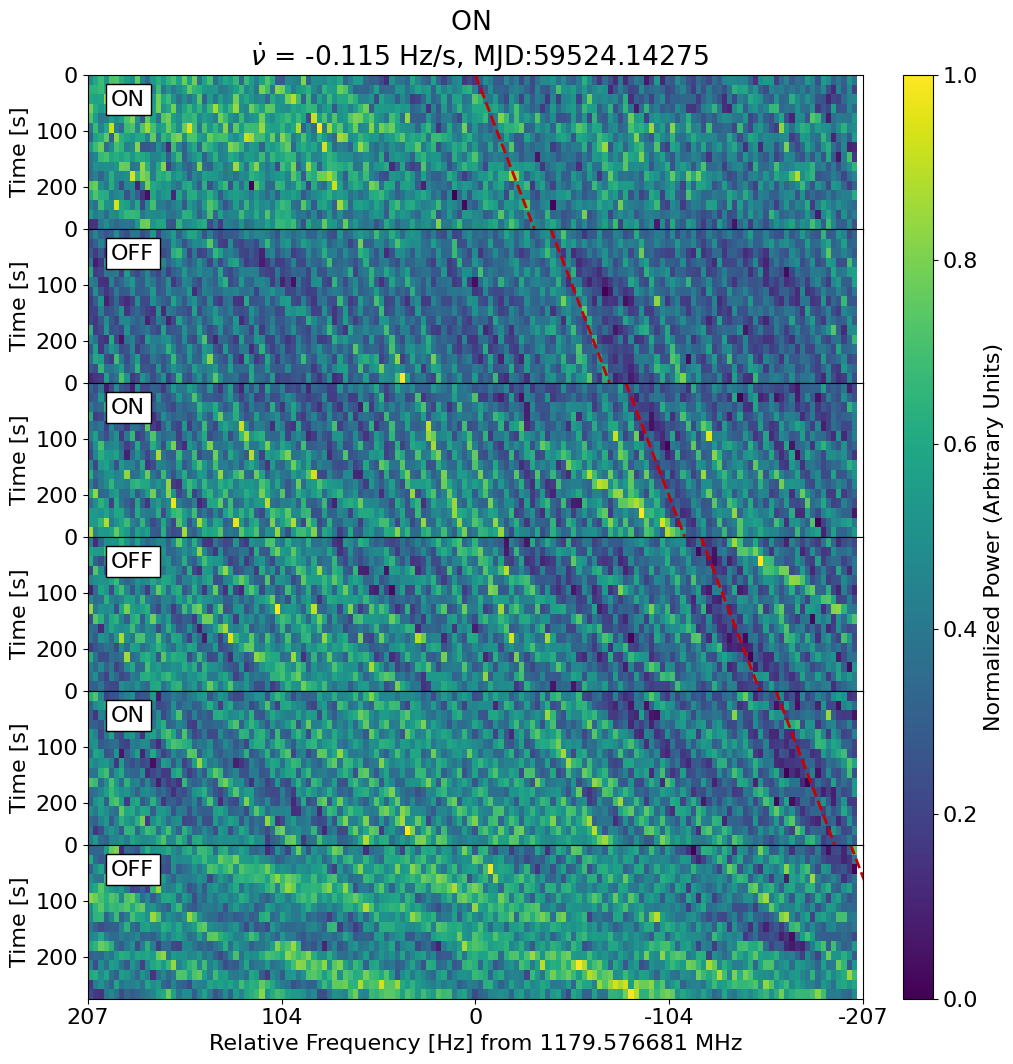 ON
ν̇ = -0.115 Hz/s, MJD:59524.14275
0
100
200
Time [s]
ON
0
100
200
Time [s]
OFF
0
100
200
Time [s]
ON
0
100
200
Time [s]
OFF
0
100
200
Time [s]
ON
0
100
200
Time [s]
OFF
207 104 0 -104 -207
Relative Frequency [Hz] from 1179.576681 MHz
1.0
0.8
0.6
0.4
0.2
0.0
Normalized Power (Arbitrary Units)